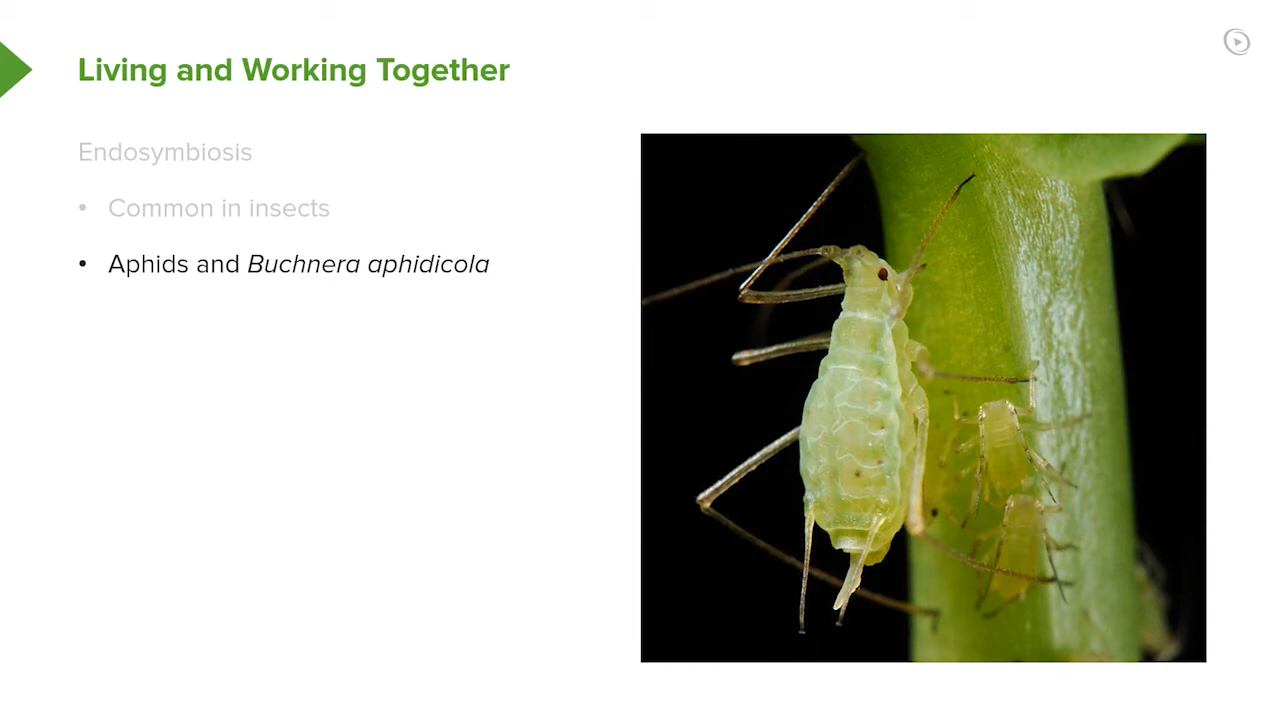 Living and Working Together
Endosymbiosis
• Common in insects
• Aphids and Buchnera aphidicola